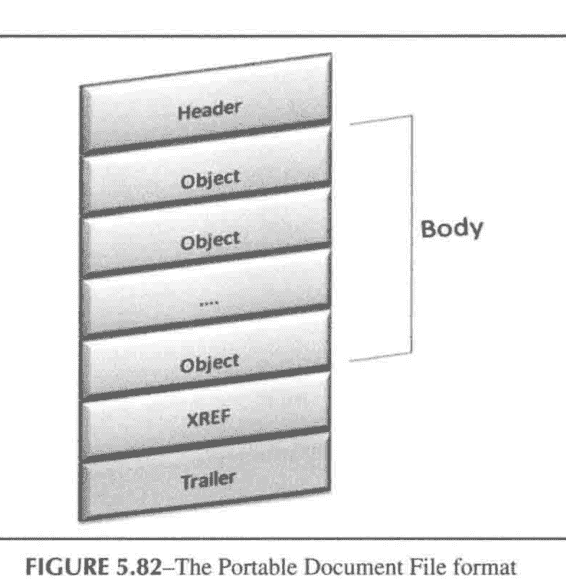 Header
Object
Object
Body
....
Object
XREF
Trailer
FIGURE 5.82–The Portable Document File format